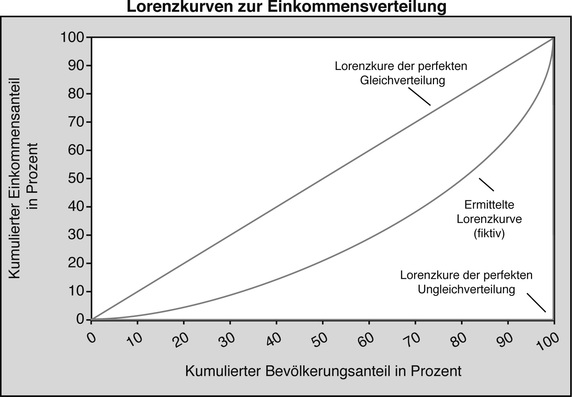 Lorenzkurven zur Einkommensverteilung
Kumulierter Einkommensanteil
in Prozent
100
90
80
70
60
50
40
30
20
10
0
Lorenzkure der perfekten
Gleichverteilung
Ermittelte
Lorenzkurve
(fiktiv)
Lorenzkure der perfekten
Ungleichverteilung
0
10
20
30
40
50
60
70
80
90
100
Kumulierter Bevölkerungsanteil in Prozent